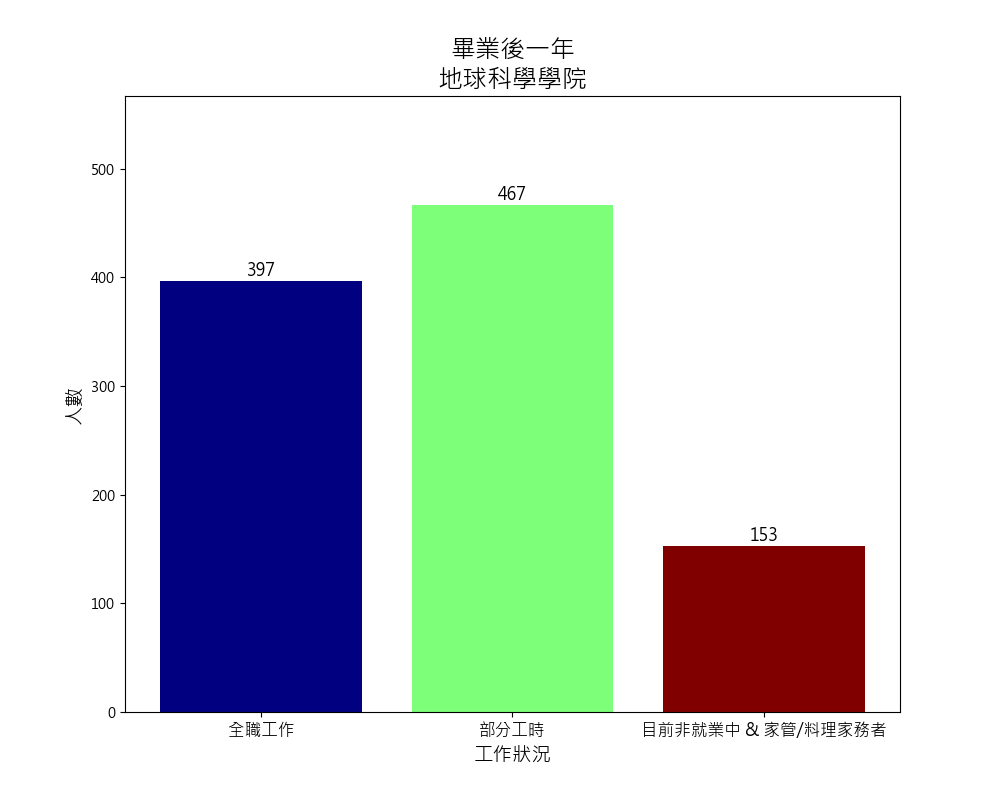 畢業後一年
地球科學學院
500
400
300
200
100
0
人數
397
467
153
全職工作
部分工時
目前非就業中 & 家管/料理家務者
工作狀況